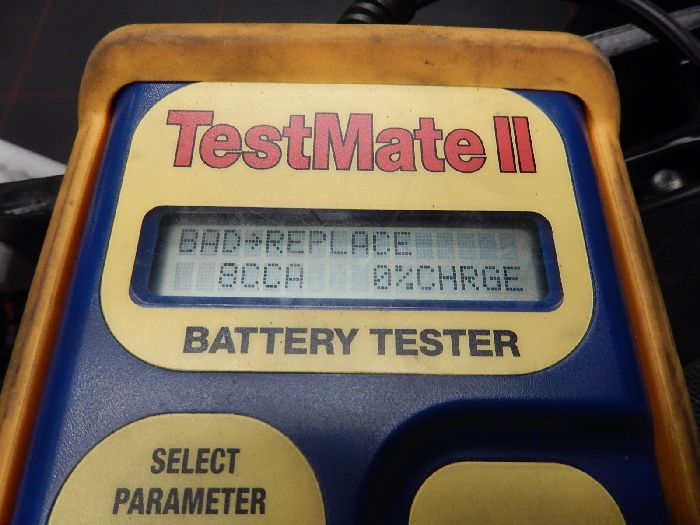 TestMate II
BAD→REPLACE
8CCA 0%CHRGE
BATTERY TESTER
SELECT
PARAMETER